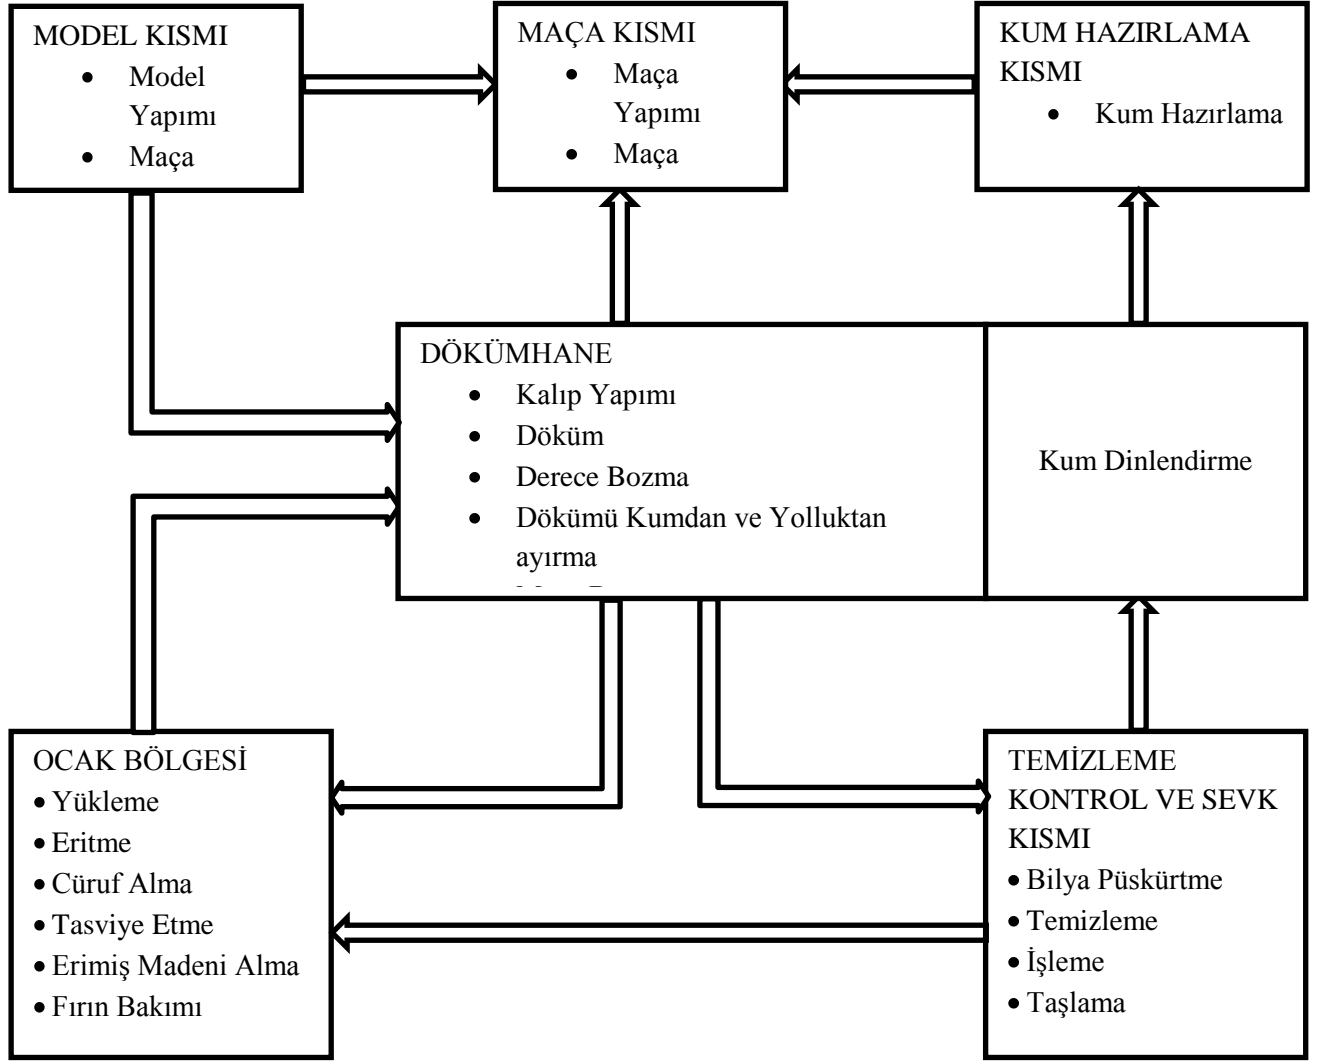 MODEL KISMI
• Model
Yapımı
• Maça
MAÇA KISMI
• Maça
Yapımı
• Maça
KUM HAZIRLAMA
KISMI
• Kum Hazırlama
DÖKÜMHANE
• Kalıp Yapımı
• Döküm
• Derece Bozma
• Dökümü Kumdan ve Yolluktan
ayırma
Kum Dinlendirme
OCAK BÖLGESİ
• Yükleme
• Eritme
• Cüruf Alma
• Tasviye Etme
• Erimiş Madeni Alma
• Fırın Bakımı
TEMİZLEME
KONTROL VE SEVK
KISMI
• Bilya Püskürtme
• Temizleme
• İşleme
• Taşlama